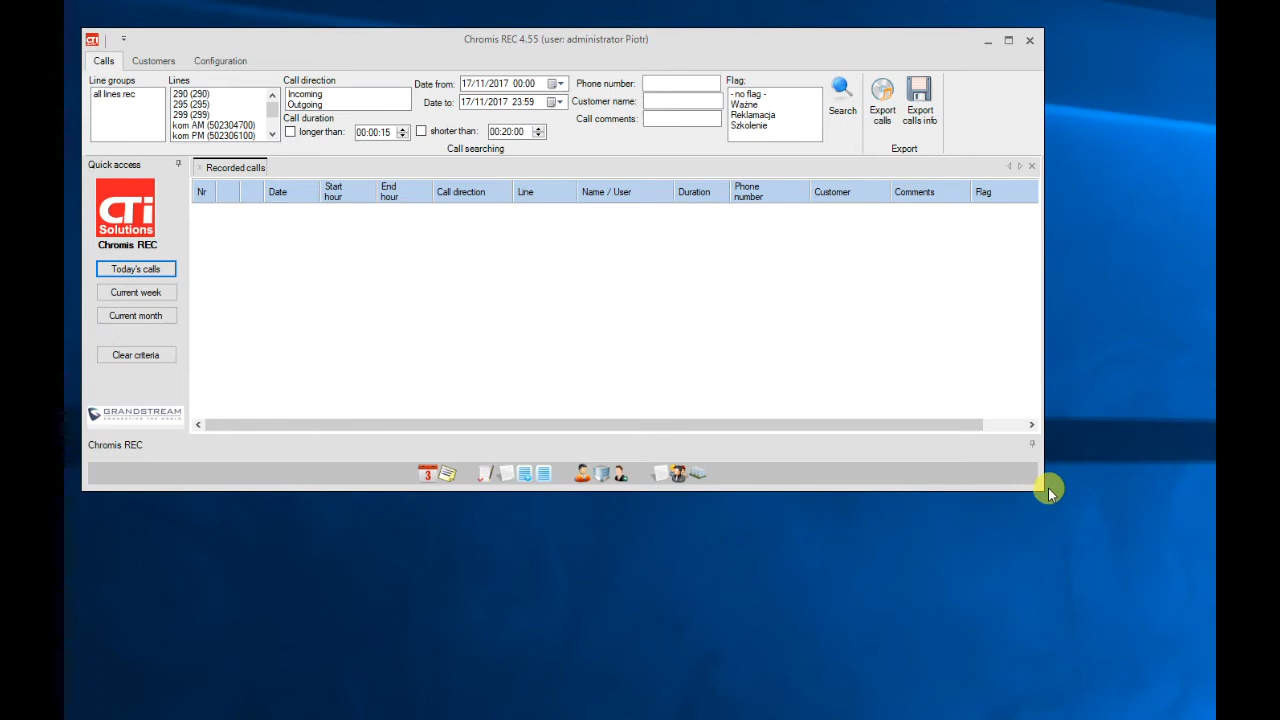 Chromis REC 4.55 (user: administrator Piotr)
CTi
Calls Customers Configuration
Line groups
all lines rec
Lines
290 (290)
295 (295)
299 (299)
kom AM (502304700)
kom PM (502306100)
Call direction
Incoming
Outgoing
Call duration
longer than: 00:00:15 shorter than: 00:20:00
Date from: 17/11/2017 00:00
Date to: 17/11/2017 23:59
Phone number:
Customer name:
Call comments:
Flag:
- no flag -
Ważne
Reklamacja
Szkolenie
Search
Export calls
Export calls info
Call searching
Export
Quick access
CTi
Solutions
Chromis REC
Today's calls
Current week
Current month
Clear criteria
GRANDSTREAM
CONNECTING THE WORLD
Recorded calls
Nr Date Start hour End hour Call direction Line Name / User Duration Phone number Customer Comments Flag
Chromis REC
3